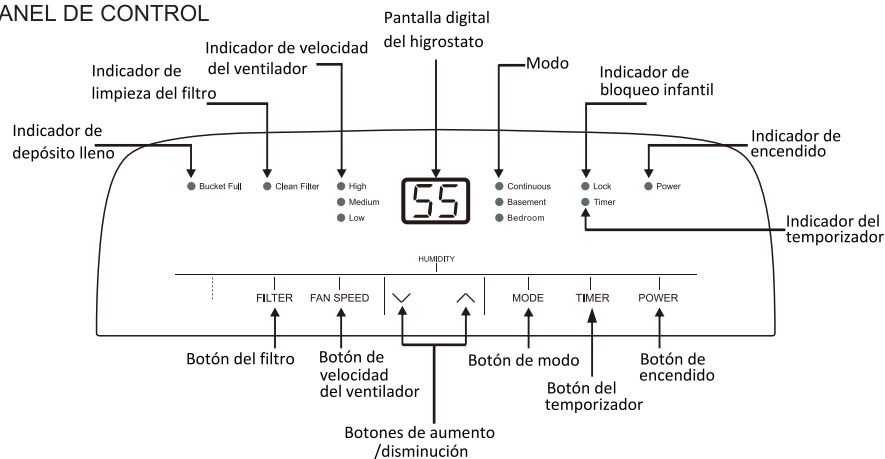 ANEL DE CONTROL
Pantalla digital
del higrostato
Indicador de velocidad
del ventilador
Modo
Indicador de
limpieza del filtro
Indicador de
bloqueo infantil
Indicador de
depósito lleno
Indicador de
encendido
Bucket Full
Clean Filter
High
Medium
Low
55
Continuous
Basement
Bedroom
Lock
Timer
Power
Indicador del
temporizador
HUMIDITY
FILTER
FAN SPEED
MODE
TIMER
POWER
Botón del filtro
Botón de
velocidad
del ventilador
Botón de modo
Botón del
temporizador
Botón de
encendido
Botones de aumento
/disminución